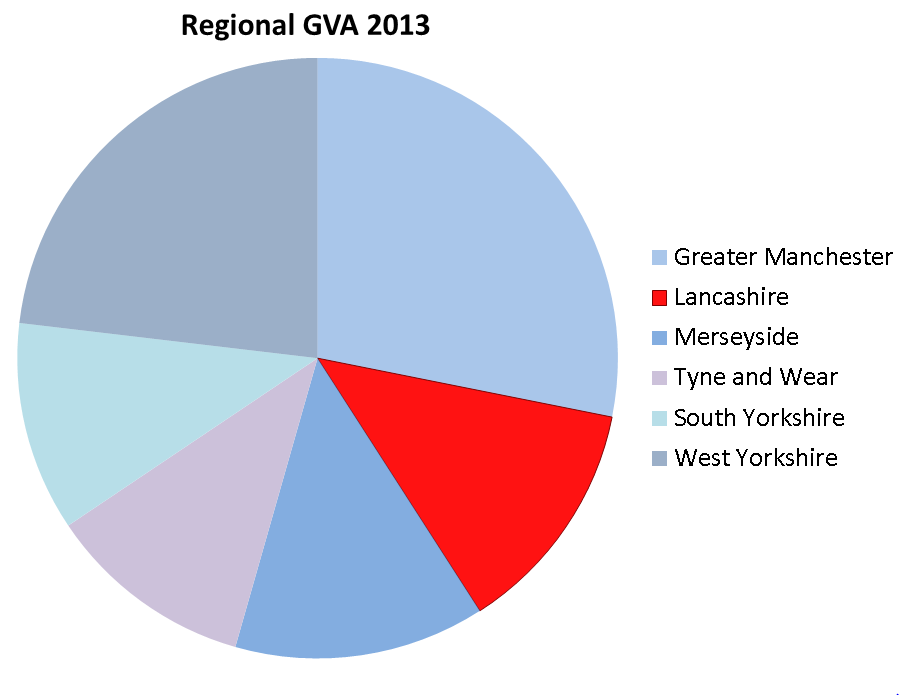 Regional GVA 2013
Greater Manchester
Lancashire
Merseyside
Tyne and Wear
South Yorkshire
West Yorkshire